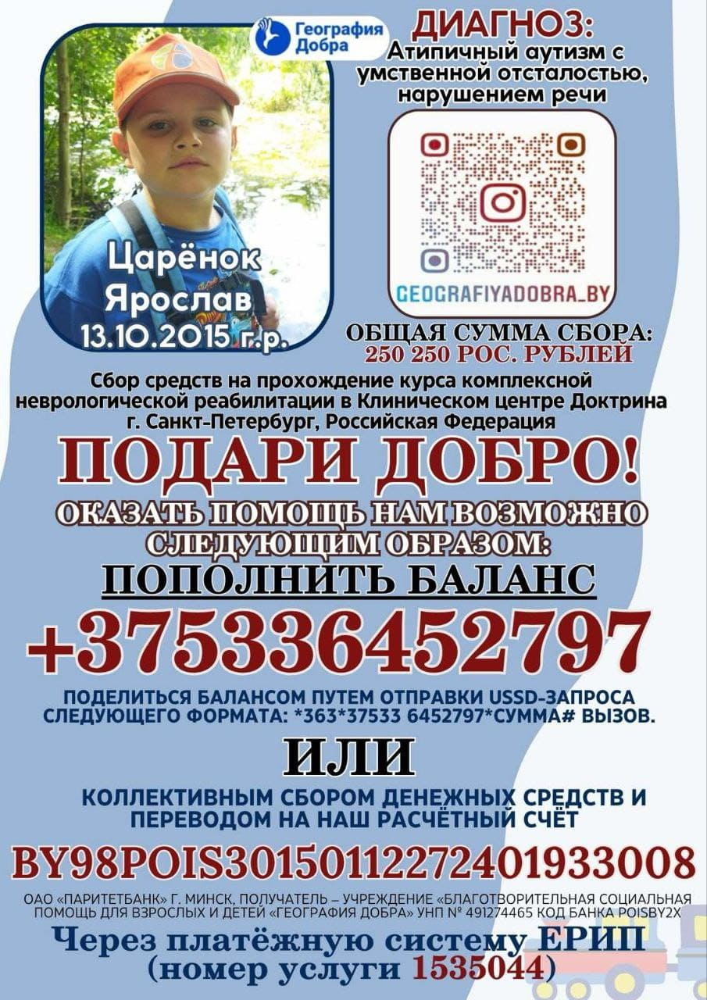 География
Добра
ДИАГНОЗ:
Атипичный аутизм с
умственной отсталостью,
нарушением речи
GEOGRAFIYADOBRA_BY
Царёнок
Ярослав
13.10.2015 г.р.
ОБЩАЯ СУММА СБОРА:
250 250 РОС. РУБЛЕЙ
Сбор средств на прохождение курса комплексной
неврологической реабилитации в Клиническом центре Доктрина
г. Санкт-Петербург, Российская Федерация
ПОДАРИ ДОБРО!
ОКАЗАТЬ ПОМОЩЬ НАМ ВОЗМОЖНО
СЛЕДУЮЩИМ ОБРАЗОМ:
ПОПОЛНИТЬ БАЛАНС
+375336452797
ПОДЕЛИТЬСЯ БАЛАНСОМ ПУТЕМ ОТПРАВКИ USSD-ЗАПРОСА
СЛЕДУЮЩЕГО ФОРМАТА: *363*37533 6452797*СУММА# ВЫЗОВ.
ИЛИ
КОЛЛЕКТИВНЫМ СБОРОМ ДЕНЕЖНЫХ СРЕДСТВ И
ПЕРЕВОДОМ НА НАШ РАСЧЁТНЫЙ СЧЁТ
BY98POIS30150112272401933008
ОАО «ПАРИТЕТБАНК» Г. МИНСК, ПОЛУЧАТЕЛЬ – УЧРЕЖДЕНИЕ «БЛАГОТВОРИТЕЛЬНАЯ СОЦИАЛЬНАЯ
ПОМОЩЬ ДЛЯ ВЗРОСЛЫХ И ДЕТЕЙ «ГЕОГРАФИЯ ДОБРА» УНП № 491274465 КОД БАНКА POISBY2X
Через платёжную систему ЕРИП
(номер услуги 1535044)